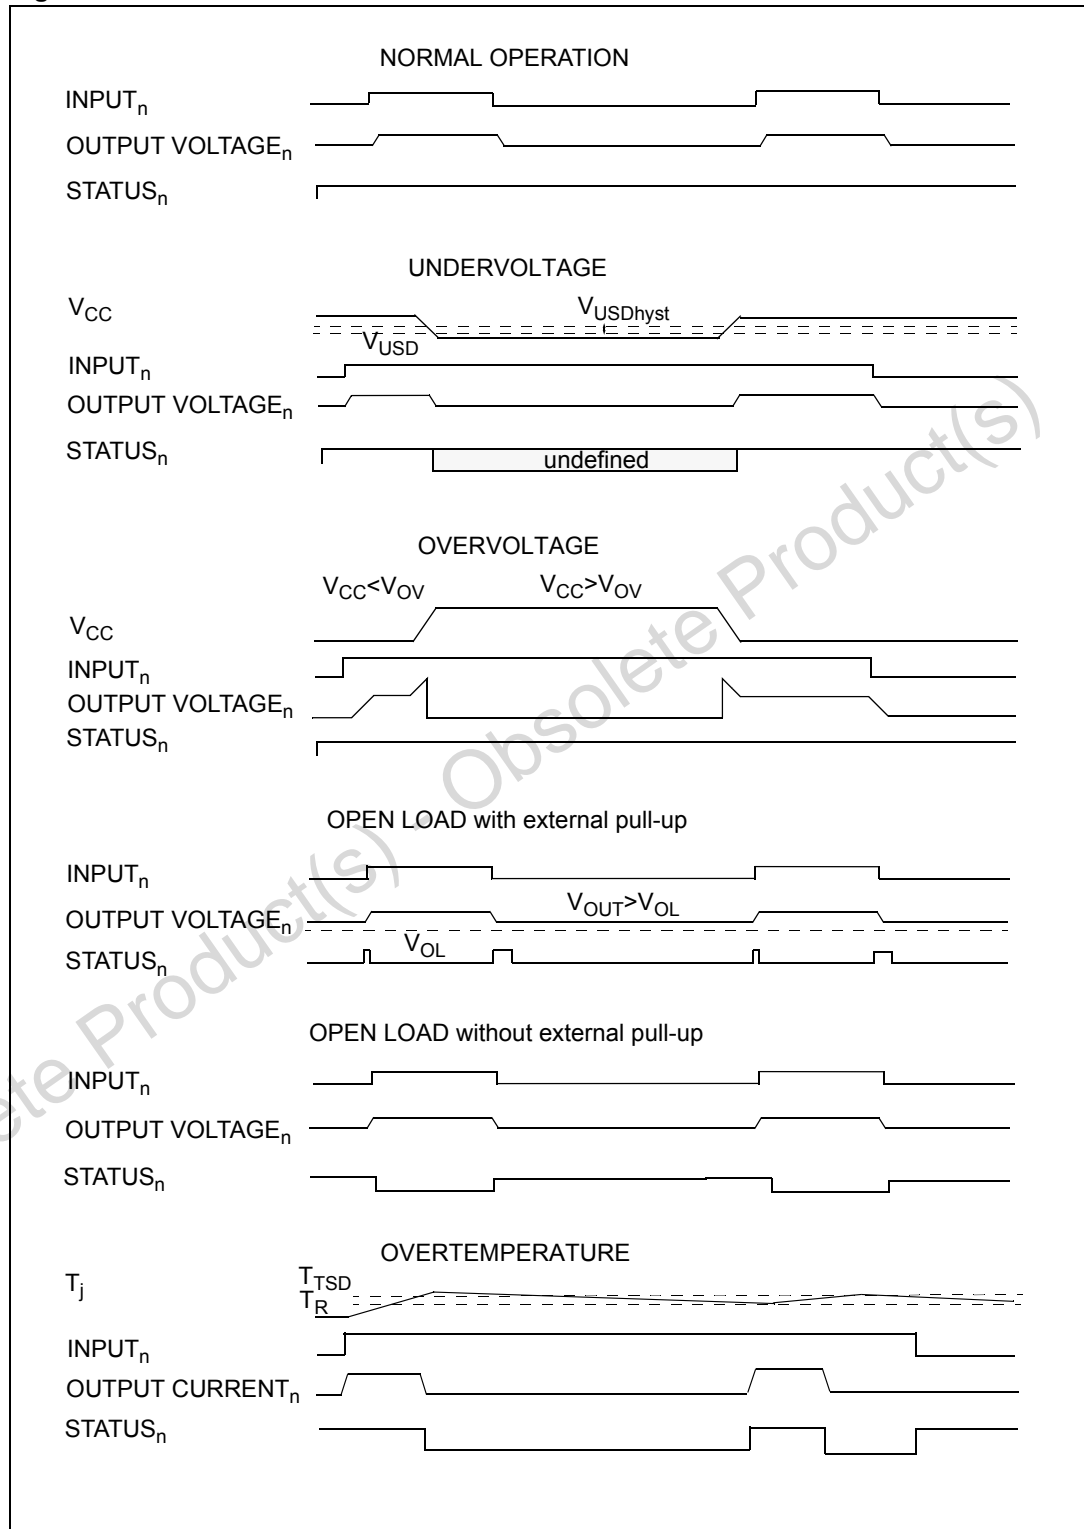 NORMAL OPERATION
INPUTn
OUTPUT VOLTAGEn
STATUSn
UNDERVOLTAGE
VCC
VUSDhyst
VUSD
INPUTn
OUTPUT VOLTAGEn
STATUSn
undefined
OVERVOLTAGE
VCC<VOV
VCC>VOV
VCC
INPUTn
OUTPUT VOLTAGEn
STATUSn
OPEN LOAD with external pull-up
INPUTn
OUTPUT VOLTAGEn
VOUT>VOL
VOL
STATUSn
OPEN LOAD without external pull-up
INPUTn
OUTPUT VOLTAGEn
STATUSn
OVERTEMPERATURE
Tj
TTSD
TR
INPUTn
OUTPUT CURRENTn
STATUSn
ete Product(s) - Obsolete Product(s)